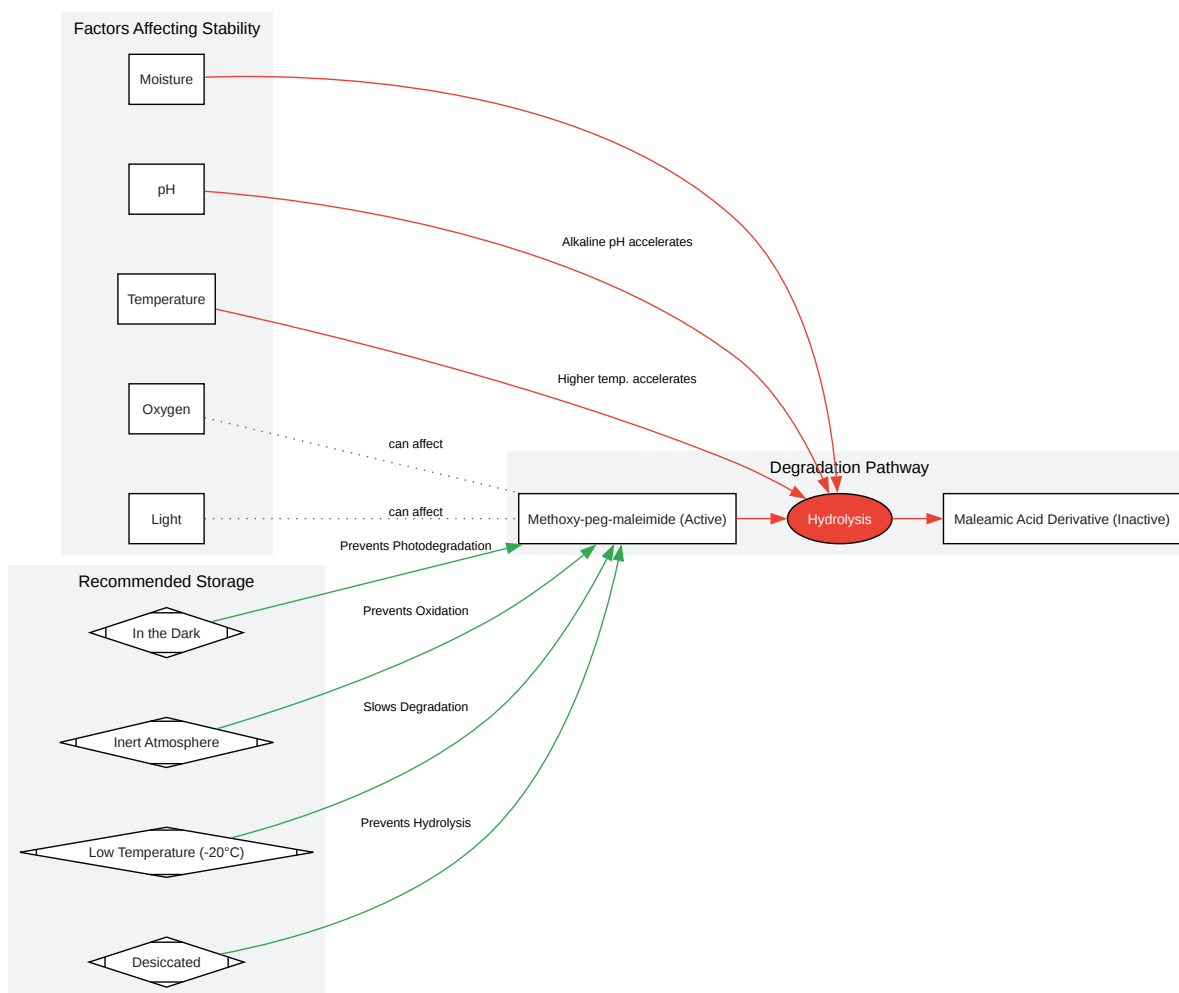 Factors Affecting Stability
Moisture
pH
Alkaline pH accelerates
Temperature
Higher temp. accelerates
Oxygen
can affect
Degradation Pathway
Light
can affect
Methoxy-peg-maleimide (Active)
Hydrolysis
Maleamic Acid Derivative (Inactive)
Prevents Photodegradation
Recommended Storage
In the Dark
Prevents Oxidation
Slows Degradation
Inert Atmosphere
Prevents Hydrolysis
Low Temperature (-20°C)
Desiccated